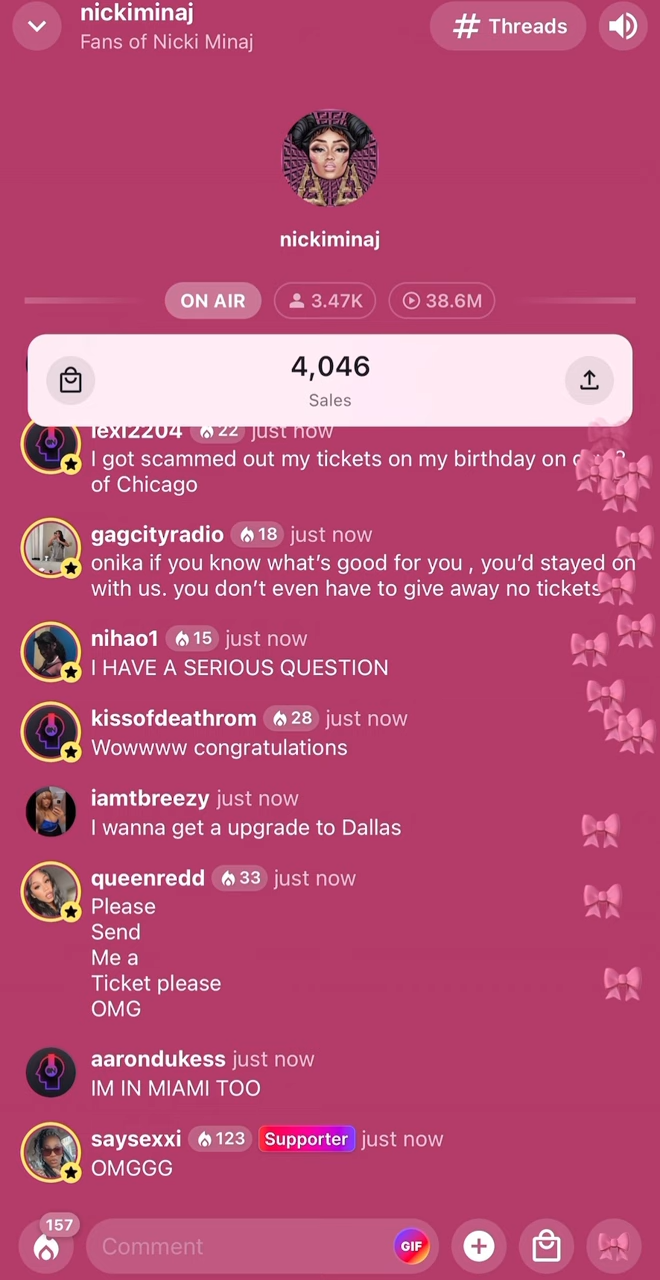 nickiminaj
Fans of Nicki Minaj
Threads
nickiminaj
ON AIR
3.47K
38.6M
4,046
Sales
lexi2204 22 just now
I got scammed out my tickets on my birthday on
of Chicago
gagcityradio 18 just now
onika if you know what’s good for you , you’d stayed on
with us. you don’t even have to give away no tickets
nihao1 15 just now
I HAVE A SERIOUS QUESTION
kissofdeathrom 28 just now
Wowwww congratulations
iamtbreezy just now
I wanna get a upgrade to Dallas
queenredd 33 just now
Please
Send
Me a
Ticket please
OMG
aarondukess just now
IM IN MIAMI TOO
saysexxi 123 Supporter just now
OMGGG
157
Comment
GIF